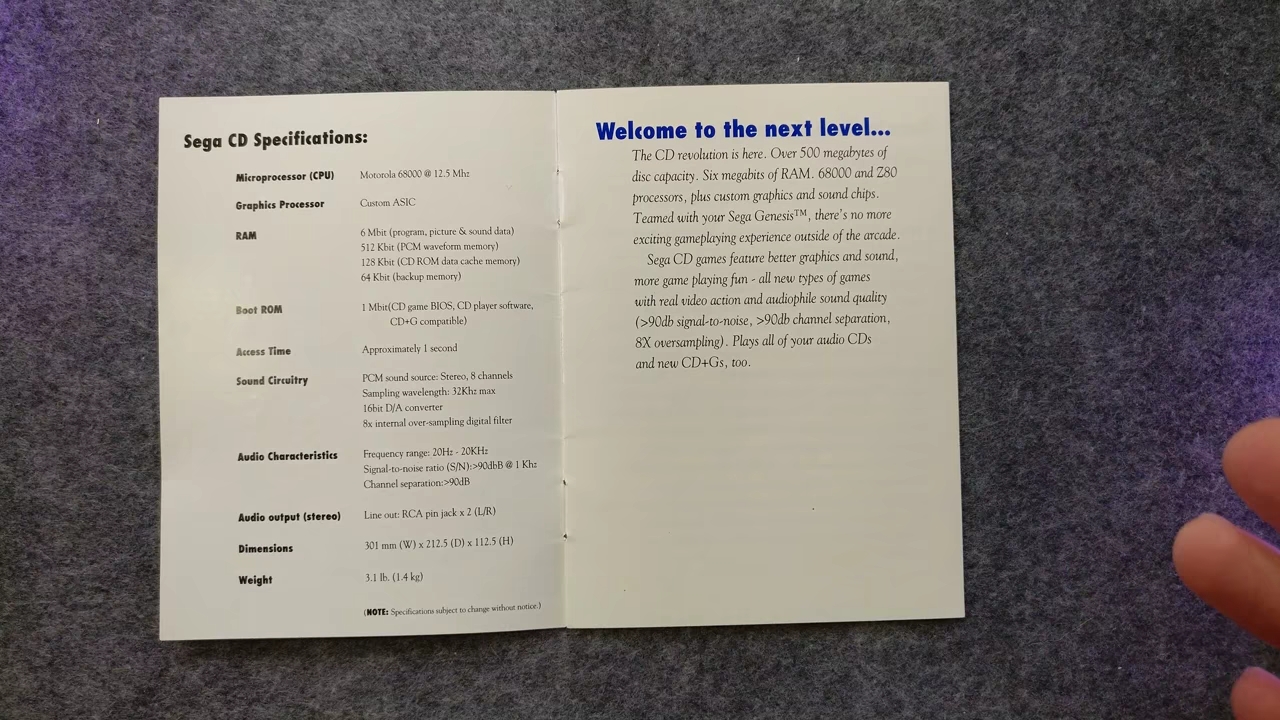 Sega CD Specifications:
Microprocessor (CPU) Motorola 68000 @ 12.5 Mhz
Graphics Processor Custom ASIC
RAM 6 Mbit (program, picture & sound data)
512 Kbit (PCM waveform memory)
128 Kbit (CD ROM data cache memory)
64 Kbit (backup memory)
Boot ROM 1 Mbit(CD game BIOS, CD player software,
CD+G compatible)
Access Time Approximately 1 second
Sound Circuitry PCM sound source: Stereo, 8 channels
Sampling wavelength: 32Khz max
16bit D/A converter
8x internal over-sampling digital filter
Audio Characteristics Frequency range: 20Hz - 20KHz
Signal-to-noise ratio (S/N):>90dbB @ 1 Khz
Channel separation:>90dB
Audio output (stereo) Line out: RCA pin jack x 2 (L/R)
Dimensions 301 mm (W) x 212.5 (D) x 112.5 (H)
Weight 3.1 lb. (1.4 kg)
(NOTE: Specifications subject to change without notice.)
Welcome to the next level...
The CD revolution is here. Over 500 megabytes of
disc capacity. Six megabits of RAM. 68000 and Z80
processors, plus custom graphics and sound chips.
Teamed with your Sega Genesis™, there's no more
exciting gameplaying experience outside of the arcade.
Sega CD games feature better graphics and sound,
more game playing fun - all new types of games
with real video action and audiophile sound quality
(>90db signal-to-noise, >90db channel separation,
8X oversampling). Plays all of your audio CDs
and new CD+Gs, too.